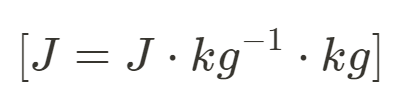 [J = J · kg⁻¹ · kg]